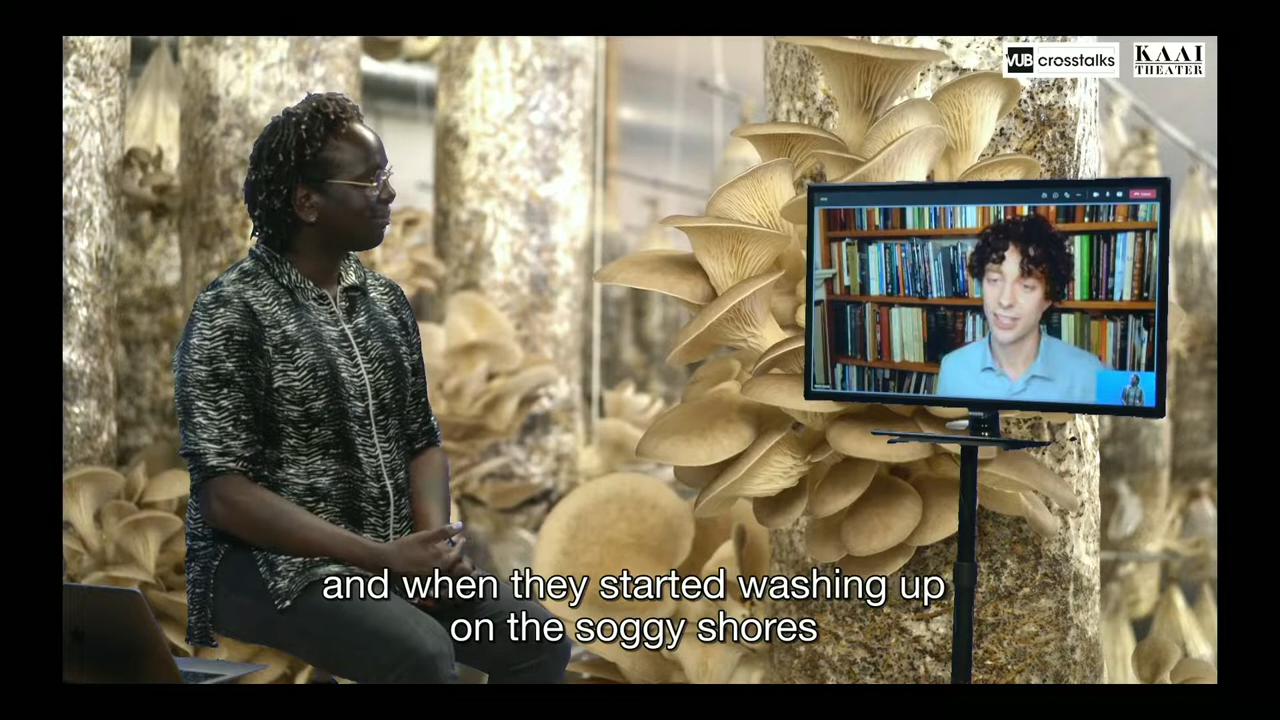 VUB crosstalks
KAAI
THEATER
and when they started washing up
on the soggy shores